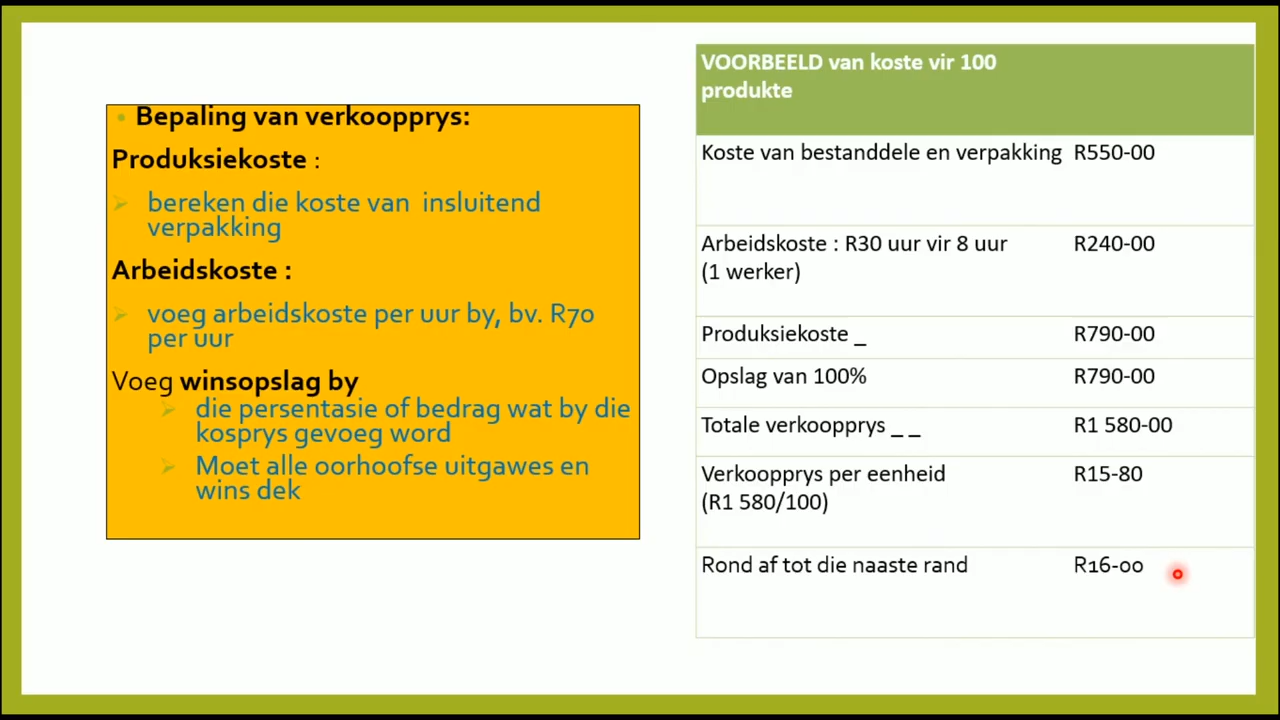 Bepaling van verkoopprys:
Produksiekoste :
bereken die koste van insluitend
verpakking
Arbeidskoste :
voeg arbeidskoste per uur by, bv. R70
per uur
Voeg winsopslag by
die persentasie of bedrag wat by die
kosprys gevoeg word
Moet alle oorhoofse uitgawes en
wins dek
VOORBEELD van koste vir 100
produkte
Koste van bestanddele en verpakking R550-00
Arbeidskoste : R30 uur vir 8 uur R240-00
(1 werker)
Produksiekoste _ R790-00
Opslag van 100% R790-00
Totale verkoopprys _ _ R1 580-00
Verkoopprys per eenheid R15-80
(R1 580/100)
Rond af tot die naaste rand R16-00